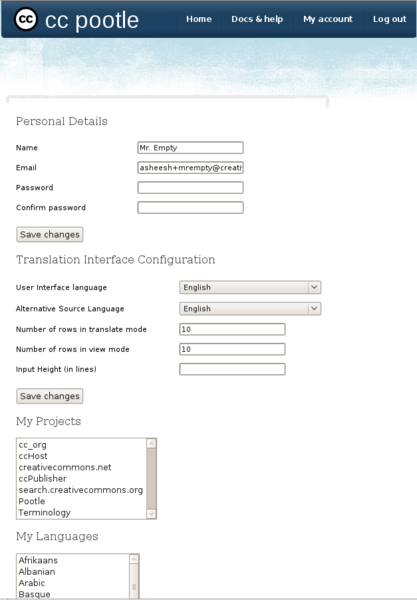 cc cc pootle
Home Docs & help My account Log out
Personal Details
Name Mr. Empty
Email asheesh+mrempty@creati
Password
Confirm password
Save changes
Translation Interface Configuration
User Interface language English
Alternative Source Language English
Number of rows in translate mode 10
Number of rows in view mode 10
Input Height (in lines)
Save changes
My Projects
cc_org
ccHost
creativecommons.net
ccPublisher
search.creativecommons.org
Pootle
Terminology
My Languages
Afrikaans
Albanian
Arabic
Basque